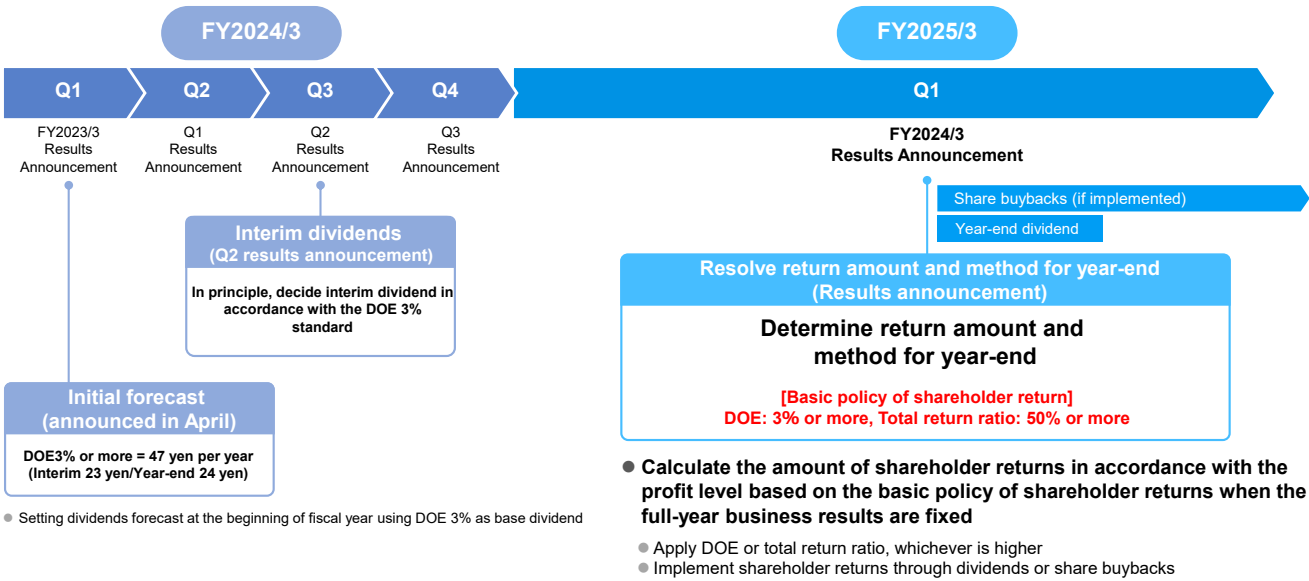 FY2024/3
FY2025/3
Q1
Q2
Q3
Q4
Q1
FY2023/3
Results
Announcement
Q1
Results
Announcement
Q2
Results
Announcement
Q3
Results
Announcement
FY2024/3
Results Announcement
Share buybacks (if implemented)
Year-end dividend
Interim dividends
(Q2 results announcement)
In principle, decide interim dividend in
accordance with the DOE 3%
standard
Initial forecast
(announced in April)
DOE3% or more = 47 yen per year
(Interim 23 yen/Year-end 24 yen)
Setting dividends forecast at the beginning of fiscal year using DOE 3% as base dividend
Resolve return amount and method for year-end
(Results announcement)
Determine return amount and
method for year-end
[Basic policy of shareholder return]
DOE: 3% or more, Total return ratio: 50% or more
Calculate the amount of shareholder returns in accordance with the
profit level based on the basic policy of shareholder returns when the
full-year business results are fixed
Apply DOE or total return ratio, whichever is higher
Implement shareholder returns through dividends or share buybacks